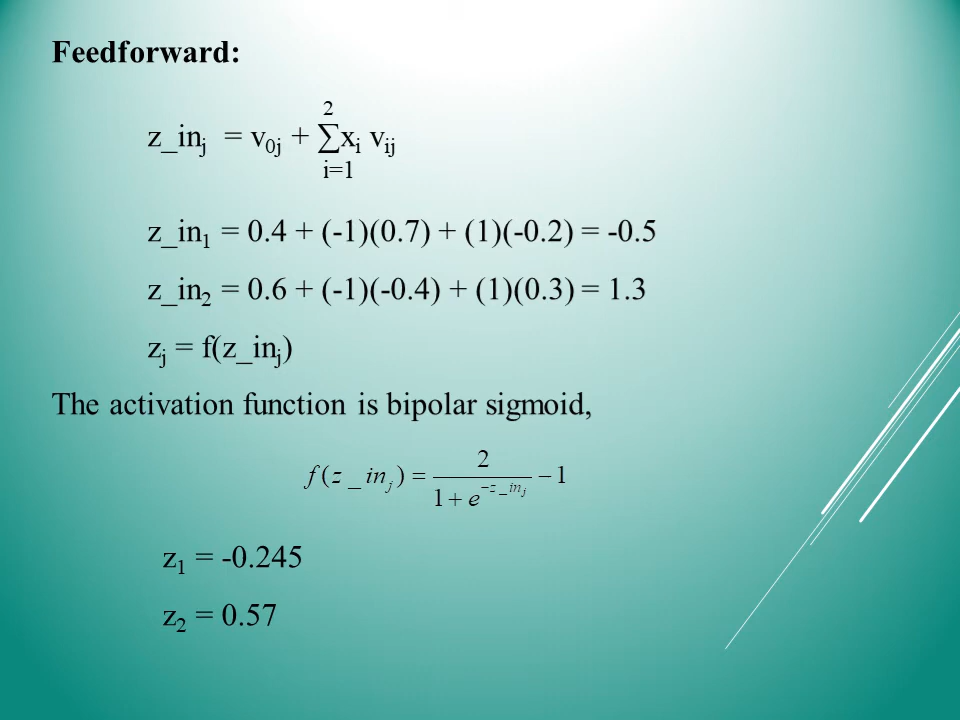 Feedforward:
2
z_inj = v0j + ∑xi vij
i=1
z_in1 = 0.4 + (-1)(0.7) + (1)(-0.2) = -0.5
z_in2 = 0.6 + (-1)(-0.4) + (1)(0.3) = 1.3
zj = f(z_inj)
The activation function is bipolar sigmoid,
f(z_inj) = 2 / (1 + e^(-z_inj)) − 1
z1 = -0.245
z2 = 0.57